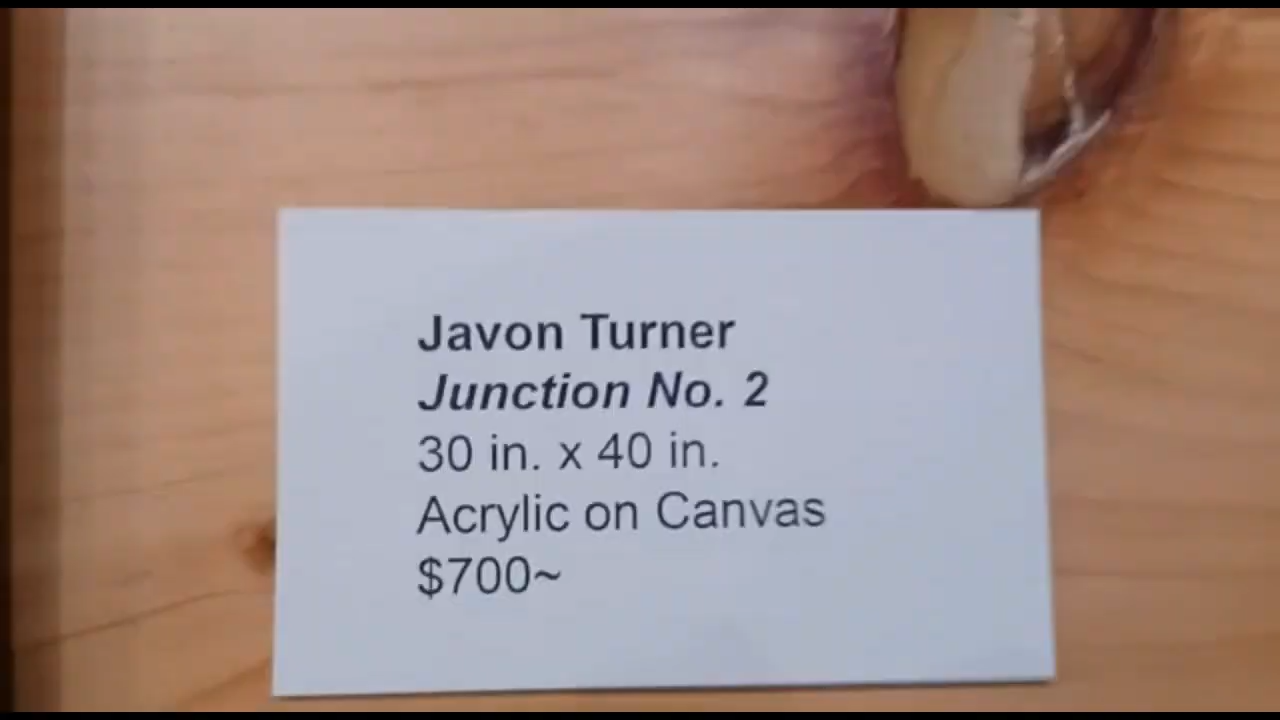 Javon Turner
Junction No. 2
30 in. x 40 in.
Acrylic on Canvas
$700~